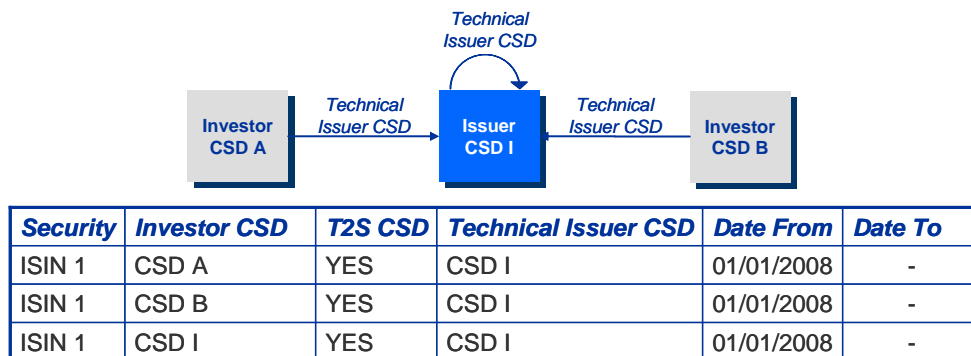 Technical
Issuer CSD
Investor
CSD A
Technical
Issuer CSD
Issuer
CSD I
Technical
Issuer CSD
Investor
CSD B
Security Investor CSD T2S CSD Technical Issuer CSD Date From Date To
ISIN 1 CSD A YES CSD I 01/01/2008 -
ISIN 1 CSD B YES CSD I 01/01/2008 -
ISIN 1 CSD I YES CSD I 01/01/2008 -